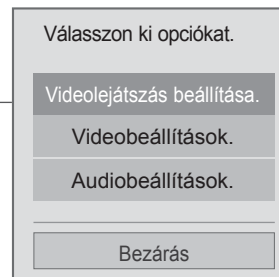 Válasszon ki opciókat.
Videolejátszás beállítása.
Videobeállítások.
Audiobeállítások.
Bezárás